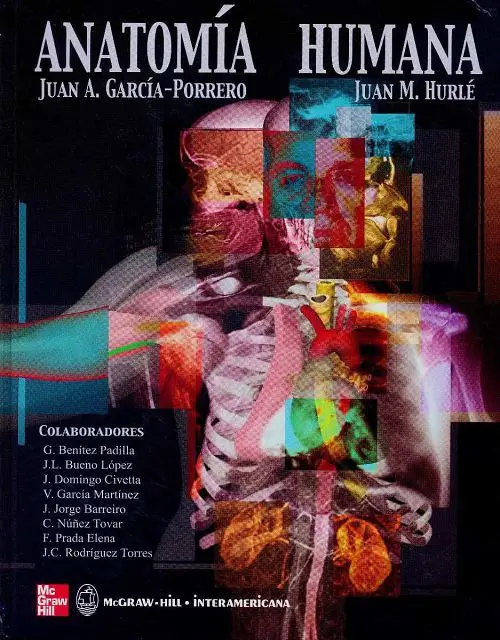 ANATOMÍA HUMANA
JUAN A. GARCÍA-PORRERO JUAN M. HURLÉ
COLABORADORES
G. Benítez Padilla
J.L. Bueno López
J. Domingo Civetta
V. García Martínez
J. Jorge Barreiro
C. Núñez Tovar
F. Prada Elena
J.C. Rodríguez Torres
Mc
Graw
Hill
MCGRAW-HILL • INTERAMERICANA